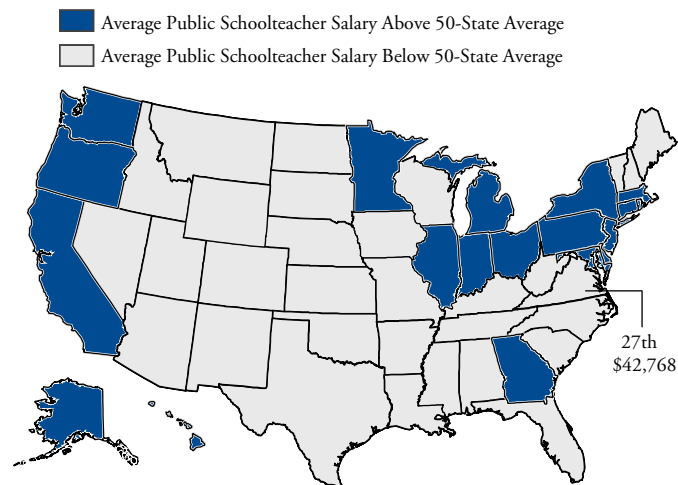 Average Public Schoolteacher Salary Above 50-State Average
Average Public Schoolteacher Salary Below 50-State Average
27th
$42,768